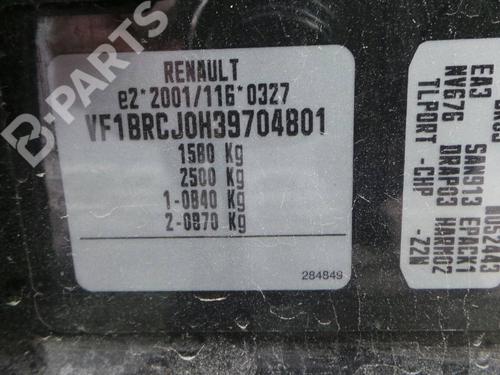 B-PARTS
RENAULT
e2*2001/116*0327
VF1BRCJ0H39704801
1580 Kg
2500 Kg
1-0840 Kg
2-0870 Kg
284849
EA3
NV676 SAN913 EPACK1
TLPORT DRAP03 HARM02
-CHP -Z2N